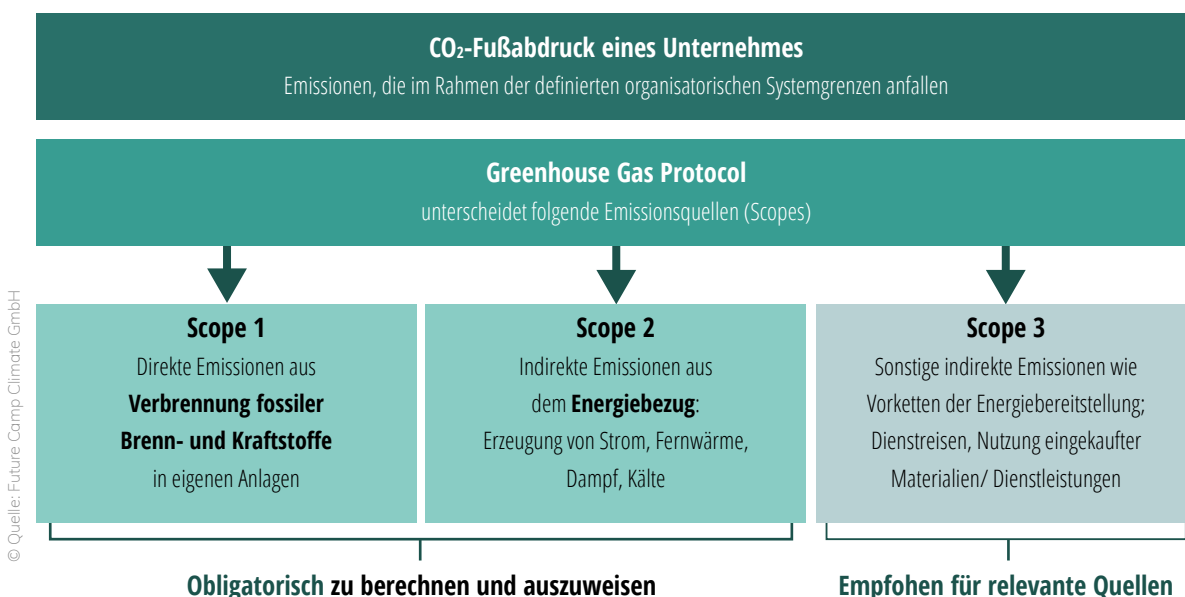 CO₂-Fußabdruck eines Unternehmes
Emissionen, die im Rahmen der definierten organisatorischen Systemgrenzen anfallen
Greenhouse Gas Protocol
unterscheidet folgende Emissionsquellen (Scopes)
Scope 1
Direkte Emissionen aus
Verbrennung fossiler
Brenn- und Kraftstoffe
in eigenen Anlagen
Scope 2
Indirekte Emissionen aus
dem Energiebezug:
Erzeugung von Strom, Fernwärme,
Dampf, Kälte
Scope 3
Sonstige indirekte Emissionen wie
Vorketten der Energiebereitstellung;
Dienstreisen, Nutzung eingekaufter
Materialien/ Dienstleistungen
Obligatorisch zu berechnen und auszuweisen
Empfohen für relevante Quellen
© Quelle: Future Camp Climate GmbH